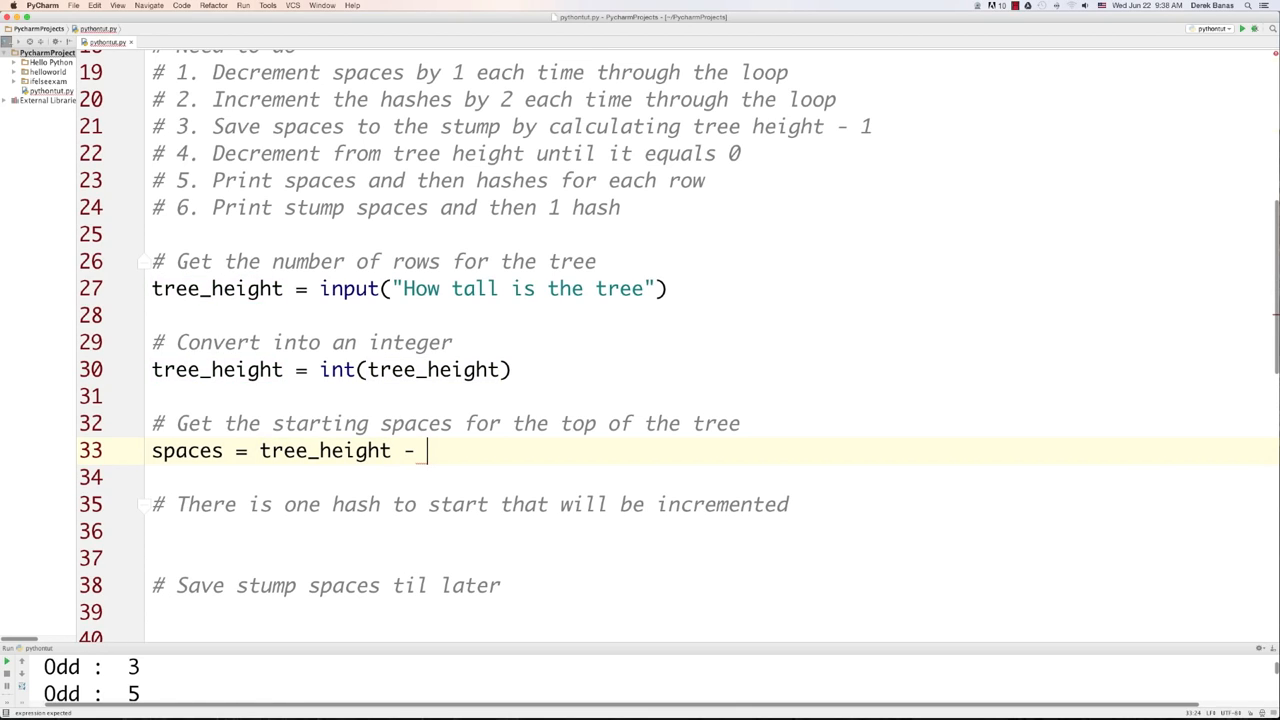 PyCharm File Edit View Navigate Code Refactor Run Tools VCS Window Help 10 Wed Jun 22 9:38 AM Derek Banas
pythontut.py - PycharmProjects - [~/PycharmProjects]
PycharmProjects pythontut.py pythontut
pythontut.py ×
PycharmProject
Hello Python
helloworld
ifelseexam
pythontut.py
External Librarie
18 # Need to do
19 # 1. Decrement spaces by 1 each time through the loop
20 # 2. Increment the hashes by 2 each time through the loop
21 # 3. Save spaces to the stump by calculating tree height - 1
22 # 4. Decrement from tree height until it equals 0
23 # 5. Print spaces and then hashes for each row
24 # 6. Print stump spaces and then 1 hash
25
26 # Get the number of rows for the tree
27 tree_height = input("How tall is the tree")
28
29 # Convert into an integer
30 tree_height = int(tree_height)
31
32 # Get the starting spaces for the top of the tree
33 spaces = tree_height -
34
35 # There is one hash to start that will be incremented
36
37
38 # Save stump spaces til later
39
40
Run pythontut
Odd : 3
Odd : 5
expression expected 33:24 LF÷ UTF-8÷